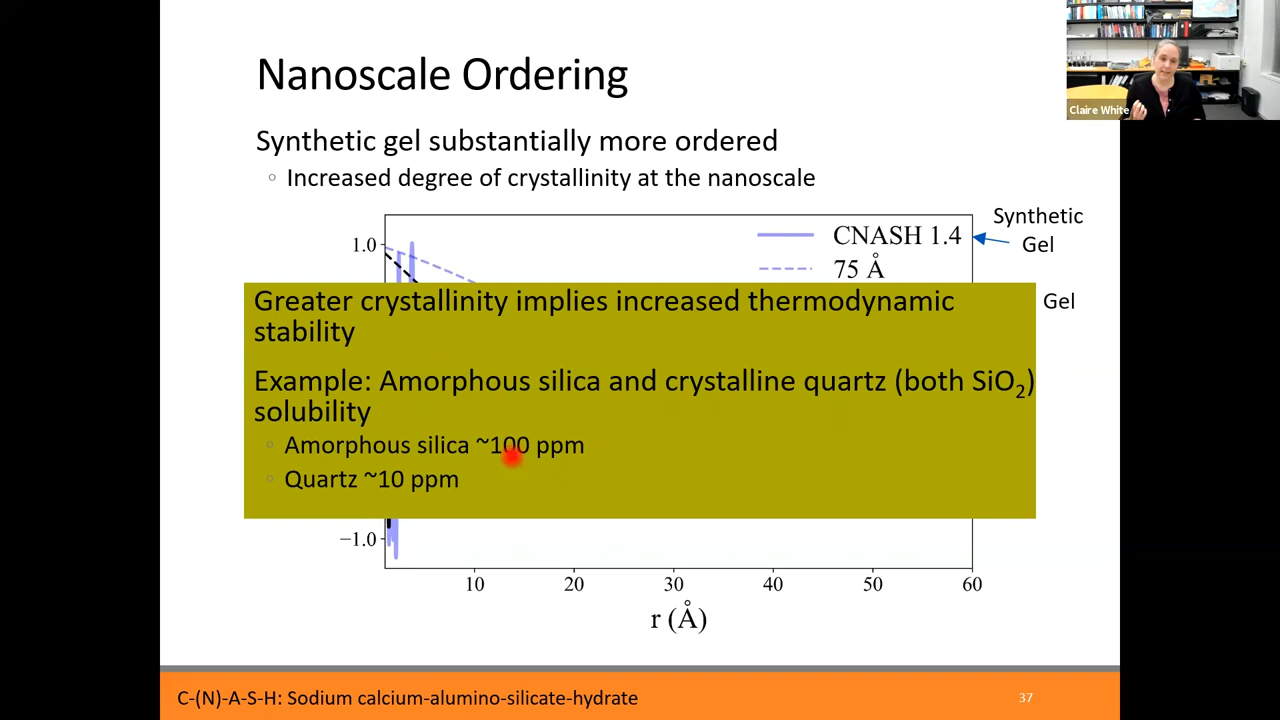 Nanoscale Ordering
Claire White
Synthetic gel substantially more ordered
◦ Increased degree of crystallinity at the nanoscale
Synthetic
Gel
1.0
CNASH 1.4
75 Å
Gel
Greater crystallinity implies increased thermodynamic
stability
Example: Amorphous silica and crystalline quartz (both SiO₂)
solubility
◦ Amorphous silica ~100 ppm
◦ Quartz ~10 ppm
−1.0
10 20 30 40 50 60
r (Å)
C-(N)-A-S-H: Sodium calcium-alumino-silicate-hydrate
37